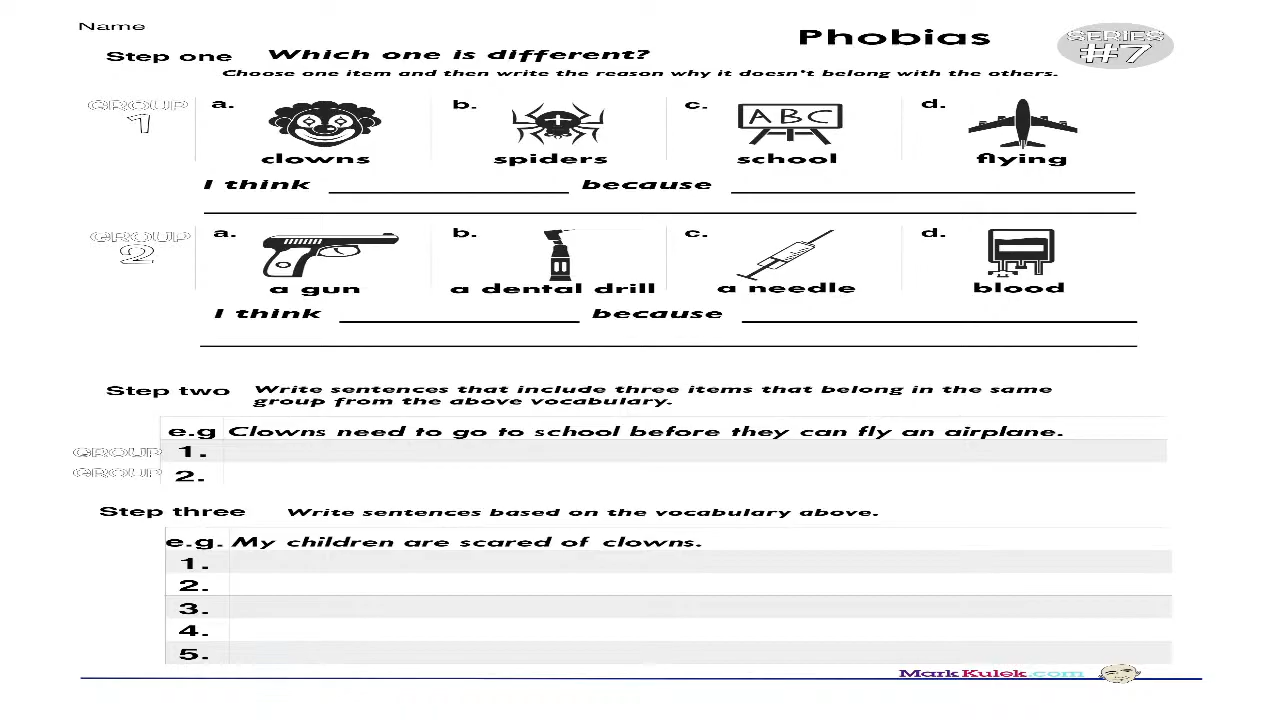 Name
Phobias
SERIES
#7
Step one Which one is different?
Choose one item and then write the reason why it doesn't belong with the others.
GROUP
1
a. b. c. d.
ABC
clowns spiders school flying
I think because
GROUP
2
a. b. c. d.
a gun a dental drill a needle blood
I think because
Step two Write sentences that include three items that belong in the same
group from the above vocabulary.
e.g Clowns need to go to school before they can fly an airplane.
GROUP 1.
GROUP 2.
Step three Write sentences based on the vocabulary above.
e.g. My children are scared of clowns.
1.
2.
3.
4.
5.
MarkKulek.com